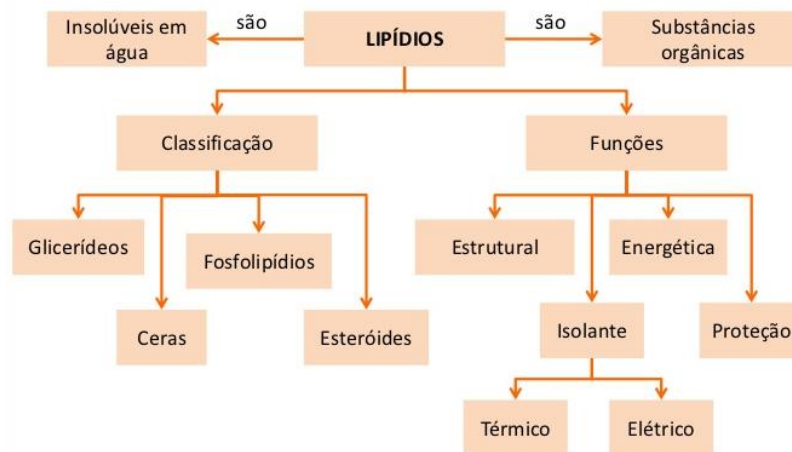 Insolúveis em
água
são
LIPÍDIOS
são
Substâncias
orgânicas
Classificação
Funções
Glicerídeos
Fosfolipídios
Estrutural
Energética
Ceras
Esteróides
Isolante
Proteção
Térmico
Elétrico